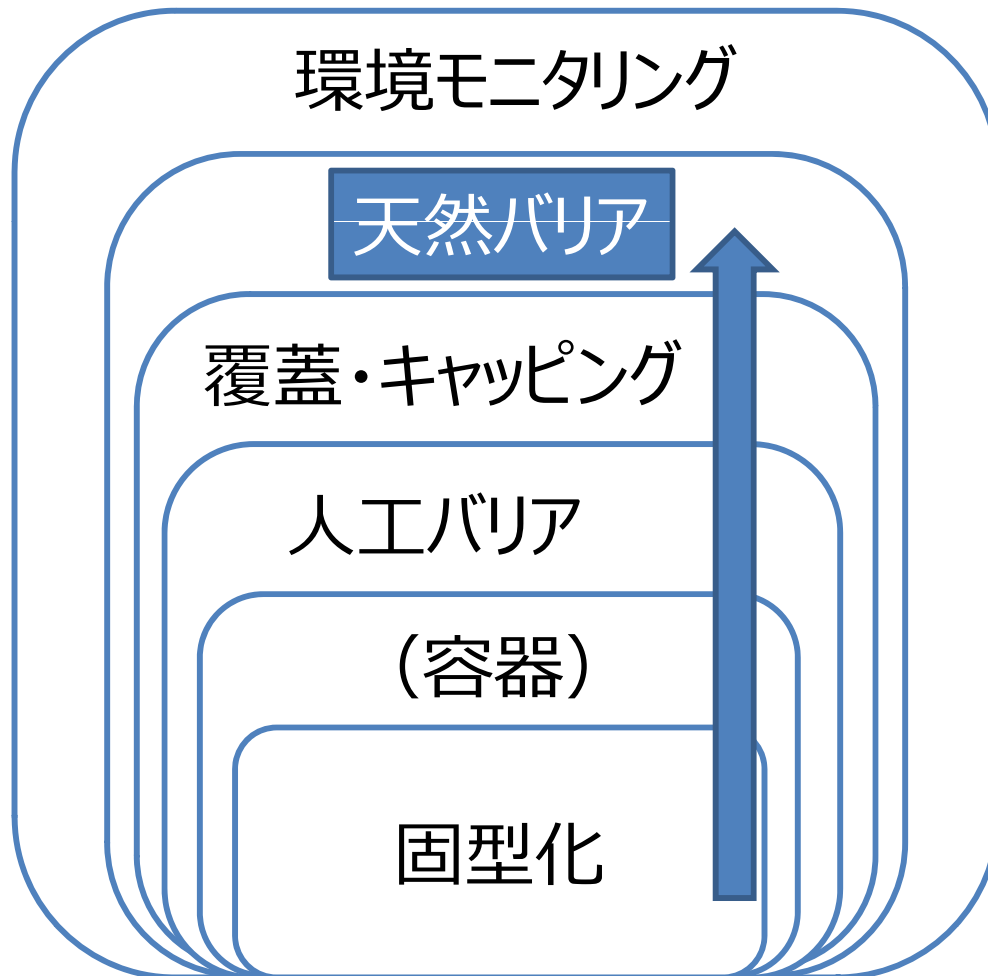 環境モニタリング
天然バリア
覆蓋・キャッピング
人工バリア
（容器）
固型化